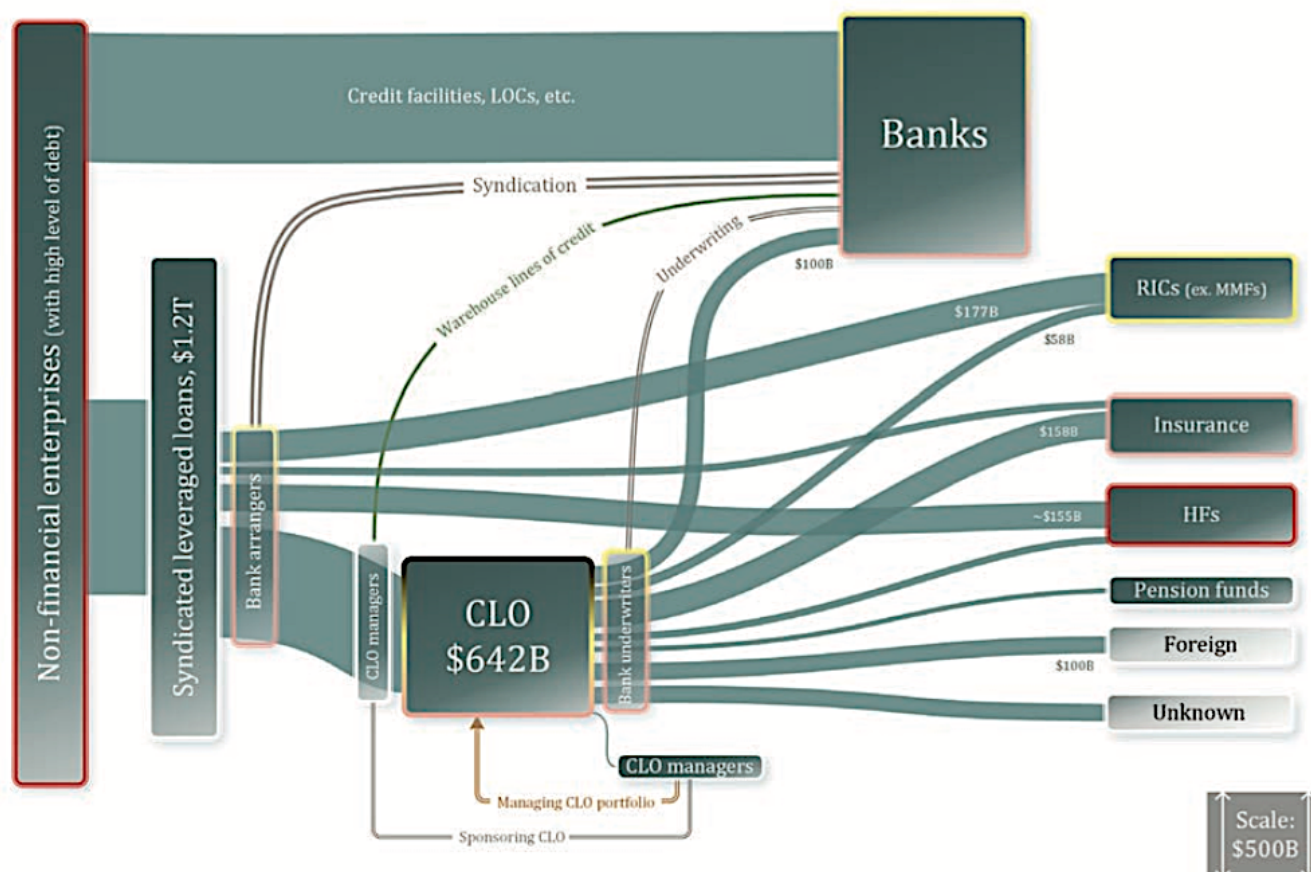 Non-financial enterprises (with high level of debt)
Credit facilities, LOCs, etc.
Banks
Syndication
Warehouse lines of credit
Underwriting
$100B
Syndicated leveraged loans, $1.2T
Bank arrangers
$177B
RICs (ex. MMFs)
$58B
$158B
Insurance
~$155B
HFs
CLO managers
CLO
$642B
Bank underwriters
Pension funds
Foreign
$100B
Unknown
CLO managers
Managing CLO portfolio
Sponsoring CLO
Scale:
$500B